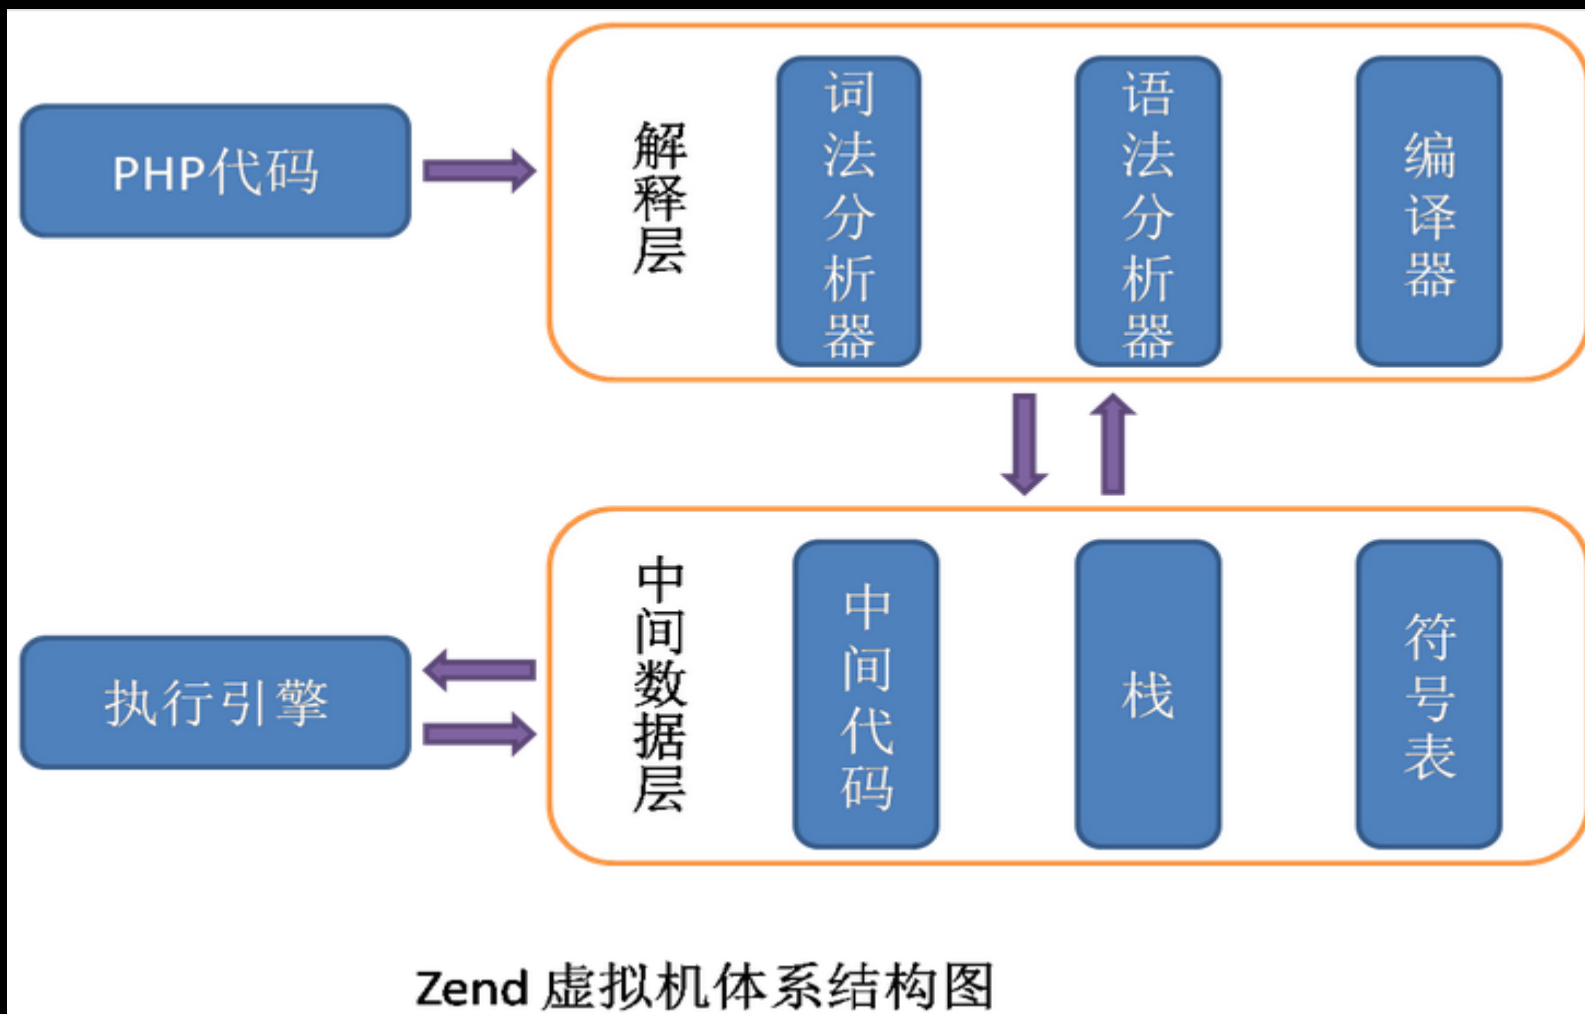 PHP代码
解释层
词法分析器
语法分析器
编译器
中间数据层
中间代码
栈
符号表
执行引擎
Zend 虚拟机体系结构图